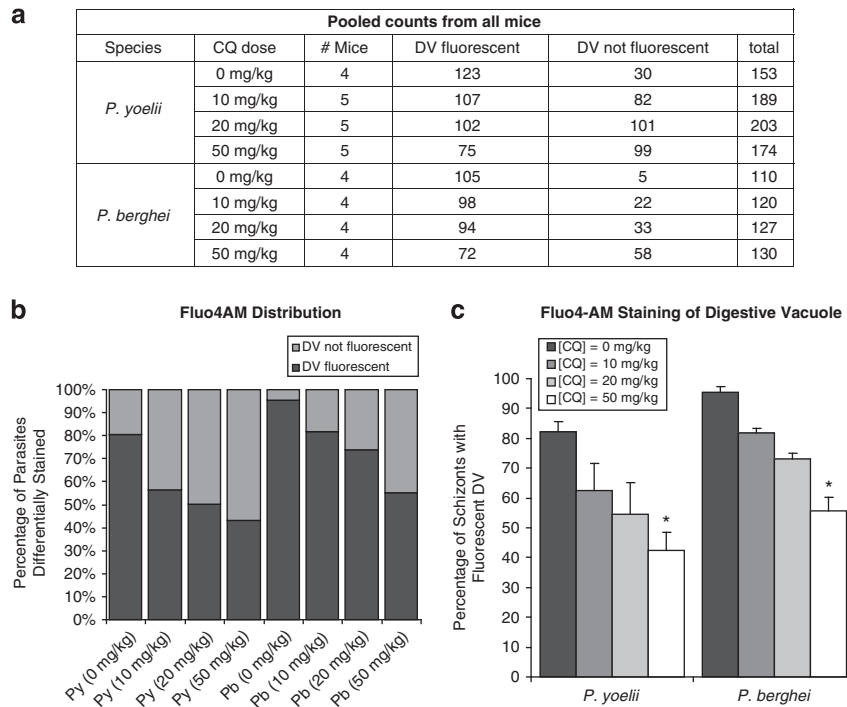 a
Pooled counts from all mice
Species CQ dose # Mice DV fluorescent DV not fluorescent total
P. yoelii
0 mg/kg 4 123 30 153
10 mg/kg 5 107 82 189
20 mg/kg 5 102 101 203
50 mg/kg 5 75 99 174
P. berghei
0 mg/kg 4 105 5 110
10 mg/kg 4 98 22 120
20 mg/kg 4 94 33 127
50 mg/kg 4 72 58 130
b
Fluo4AM Distribution
DV not fluorescent
DV fluorescent
Percentage of Parasites
Differentially Stained
100%
90%
80%
70%
60%
50%
40%
30%
20%
10%
0%
Py (0 mg/kg)
Py (10 mg/kg)
Py (20 mg/kg)
Py (50 mg/kg)
Pb (0 mg/kg)
Pb (10 mg/kg)
Pb (20 mg/kg)
Pb (50 mg/kg)
c
Fluo4-AM Staining of Digestive Vacuole
[CQ] = 0 mg/kg
[CQ] = 10 mg/kg
[CQ] = 20 mg/kg
[CQ] = 50 mg/kg
Percentage of Schizonts with
Fluorescent DV
100
90
80
70
60
50
40
30
20
10
0
*
*
P. yoelii
P. berghei